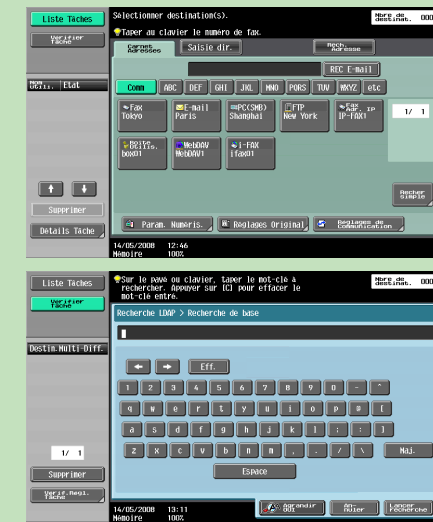 Liste Tâches
Sélectionner destination(s).
Nbre de
destinat. 000
Vérifier
Tâche
Taper au clavier le numéro de fax.
Carnet
Adresses
Saisie dir.
Rech.
Adresse
REC E-mail
Nom
Utilis. Etat
Comm ABC DEF GHI JKL MNO PQRS TUV WXYZ etc
Fax
Tokyo
E-mail
Paris
PC(SMB)
Shanghai
FTP
New York
Fax
Adr. IP
IP-FAX1
1/ 1
Boîte
Utilis.
box01
WebDAV
WebDAV1
i-FAX
ifax01
Recher
simple
Supprimer
Détails Tâche
Param. Numéris.
Réglages Original
Réglages de
Communication
14/05/2008 12:46
Mémoire 100%
Liste Tâches
Sur le pavé ou clavier, taper le mot-clé à
rechercher. Appuyer sur [C] pour effacer le
mot-clé entré.
Nbre de
destinat. 000
Vérifier
Tâche
Recherche LDAP > Recherche de base
Destin.Multi-Diff.
Eff.
1 2 3 4 5 6 7 8 9 0 - ^
q w e r t y u i o p @ [
a s d f g h j k l ; : ]
z x c v b n m , . / \ Maj.
1/ 1
Espace
Supprimer
Vérif.Regl.
Tâche
Agrandir
OUI
An-
nuler
Lancer
recherche
14/05/2008 13:11
Mémoire 100%